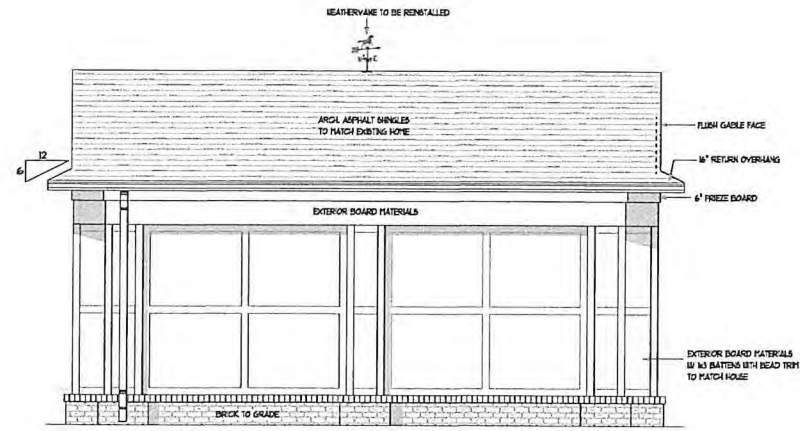 WEATHERVANE TO BE REINSTALLED
ARCH. ASPHALT SHINGLES
TO MATCH EXISTING HOME
FLUSH GABLE FACE
12
6
16" RETURN OVERHANG
6" FRIEZE BOARD
EXTERIOR BOARD MATERIALS
EXTERIOR BOARD MATERIALS
W/ 1x3 BATTENS WITH BEAD TRIM
TO MATCH HOUSE
BRICK TO GRADE